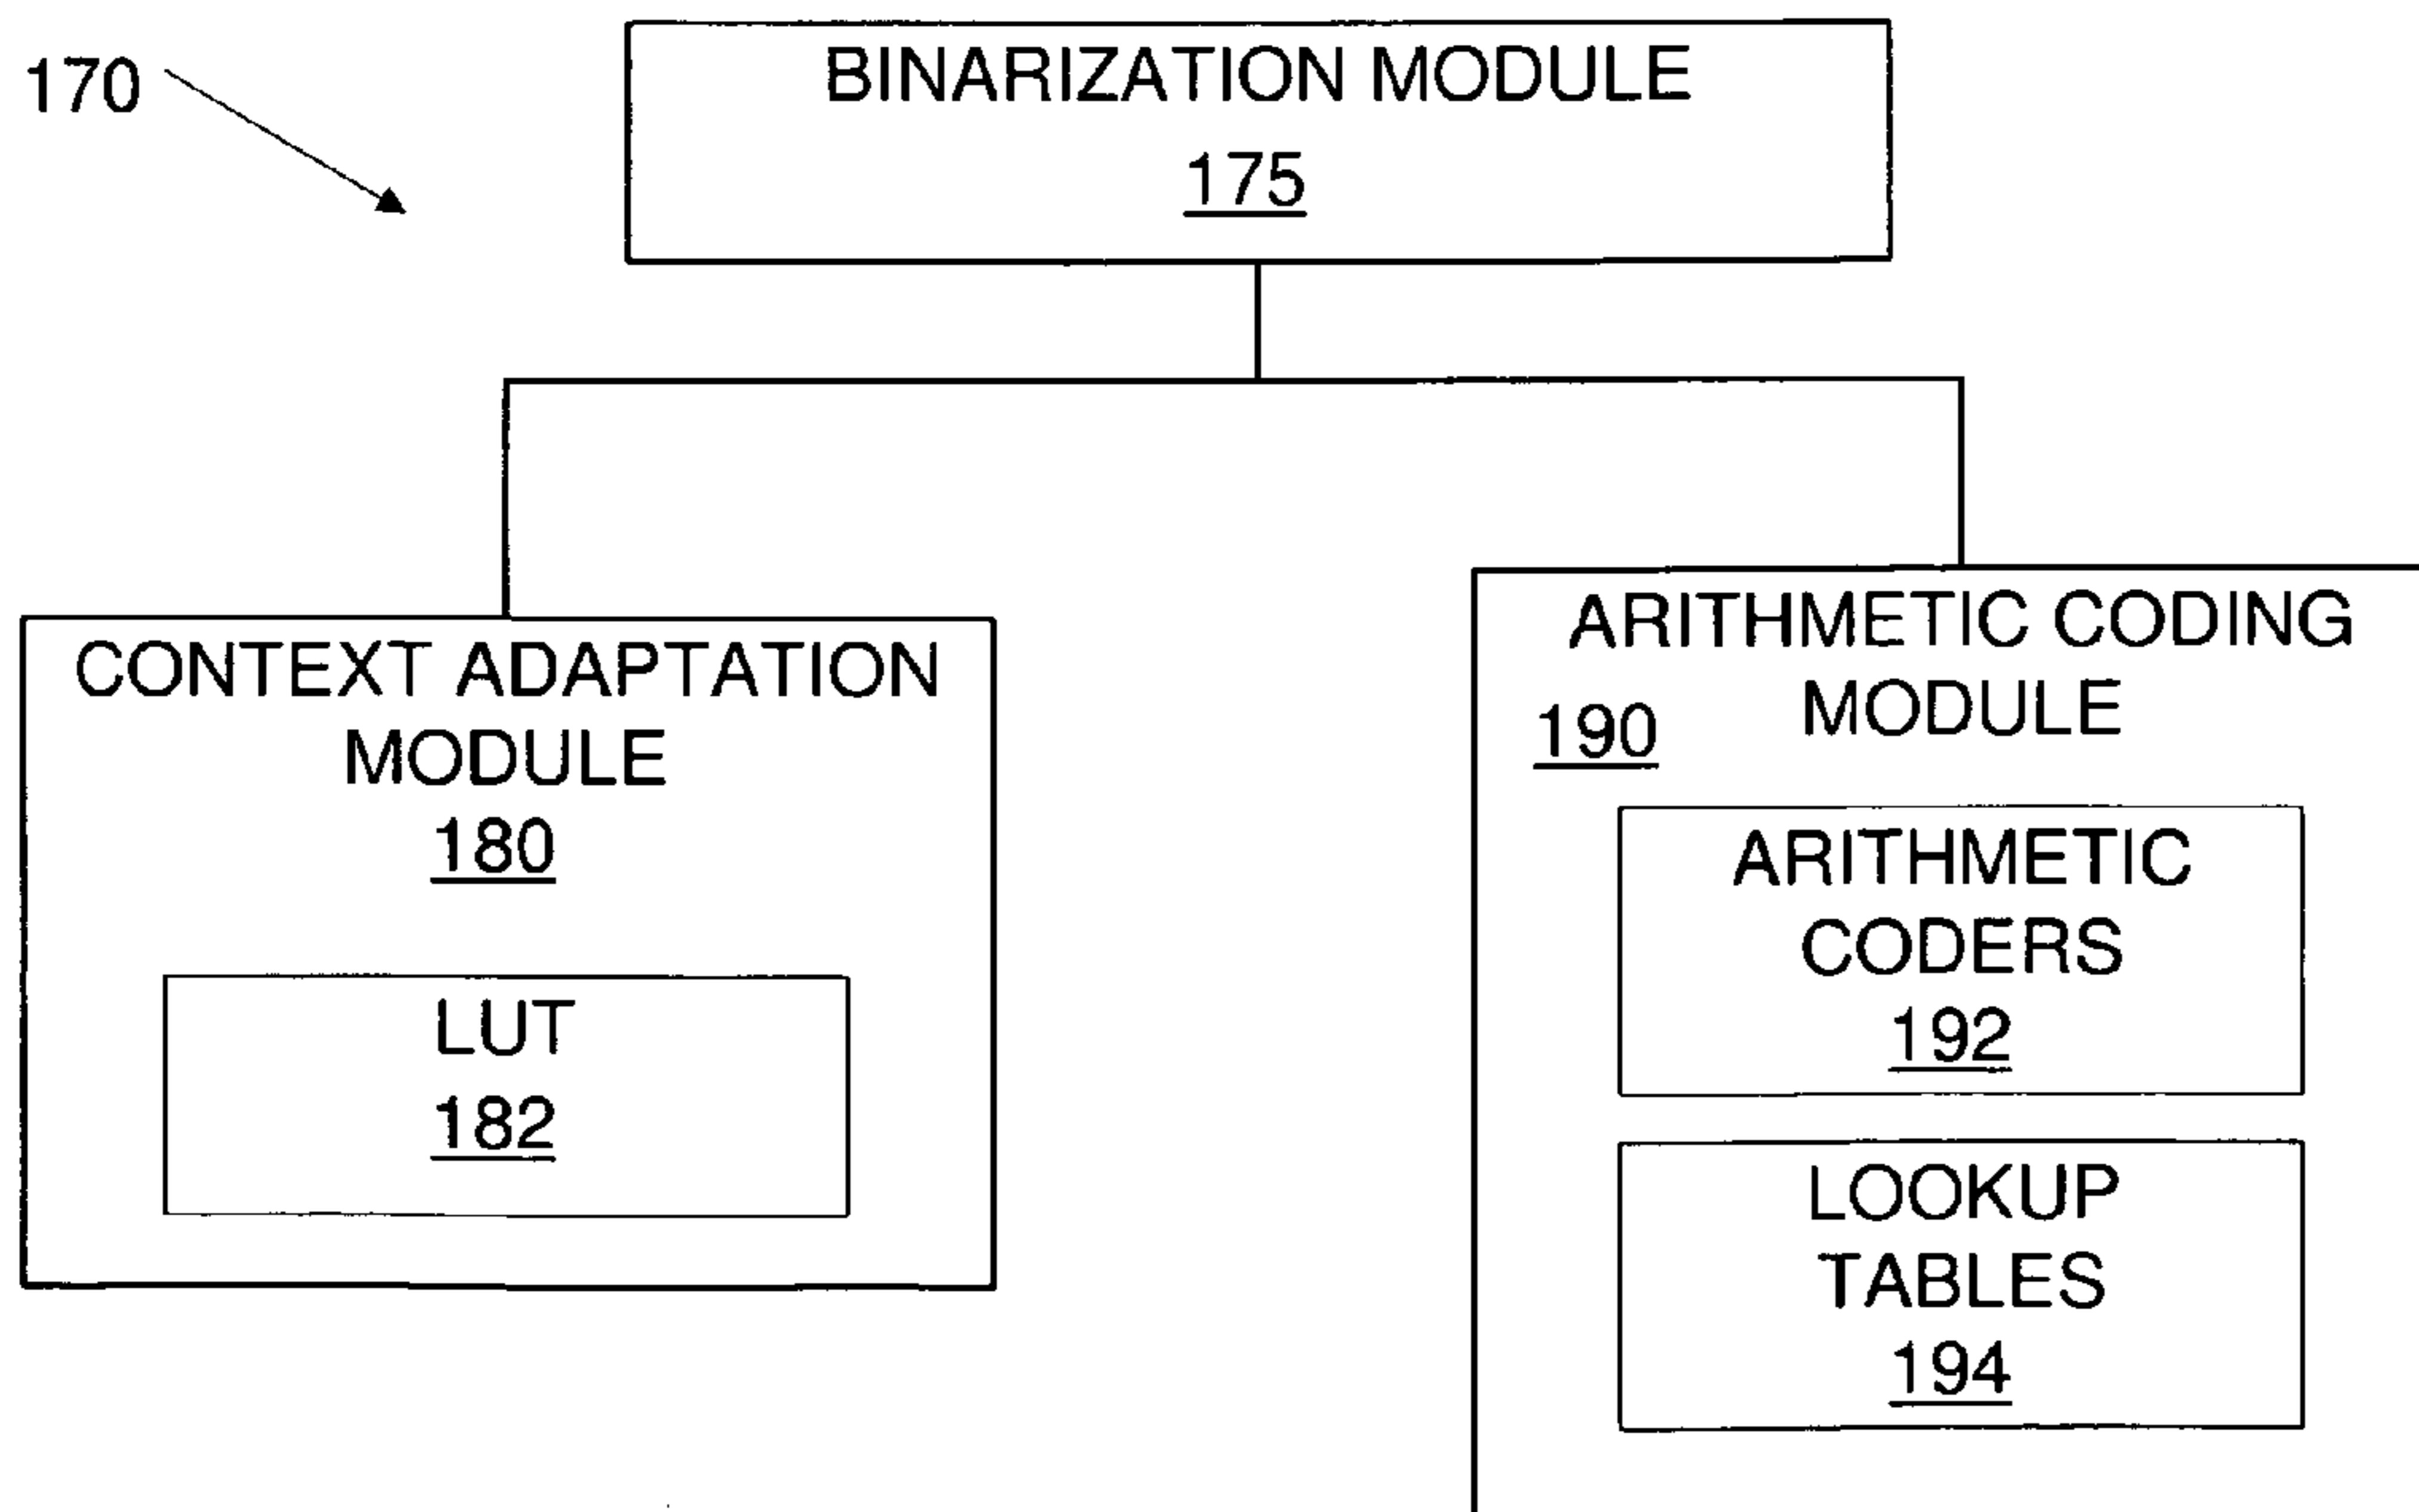 170
BINARIZATION MODULE
175
CONTEXT ADAPTATION
MODULE
180
LUT
182
ARITHMETIC CODING
MODULE
190
ARITHMETIC
CODERS
192
LOOKUP
TABLES
194